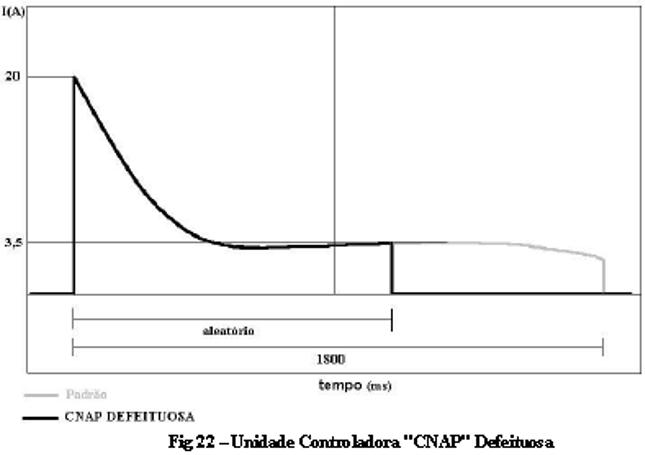 I(A)
20
3,5
aleatório
1800
tempo (ms)
Padrão
CNAP DEFEITUOSA
Fig 22 – Unidade Controladora "CNAP" Defeituosa